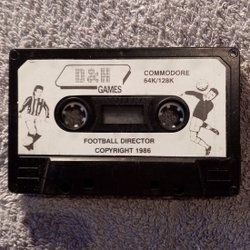 D&H
GAMES
COMMODORE
64K/128K
FOOTBALL DIRECTOR
COPYRIGHT 1986